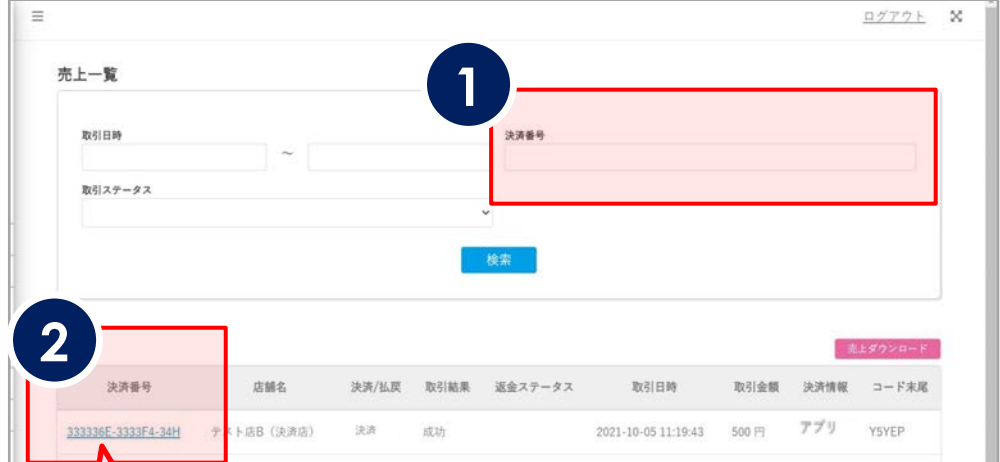 ログアウト
売上一覧
1
取引日時
決済番号
~
取引ステータス
検索
2
売上ダウンロード
決済番号 店舗名 決済/払戻 取引結果 返金ステータス 取引日時 取引金額 決済情報 コード末尾
333336E-3333F4-34H テスト店B（決済店） 決済 成功 2021-10-05 11:19:43 500 円 アプリ Y5YEP